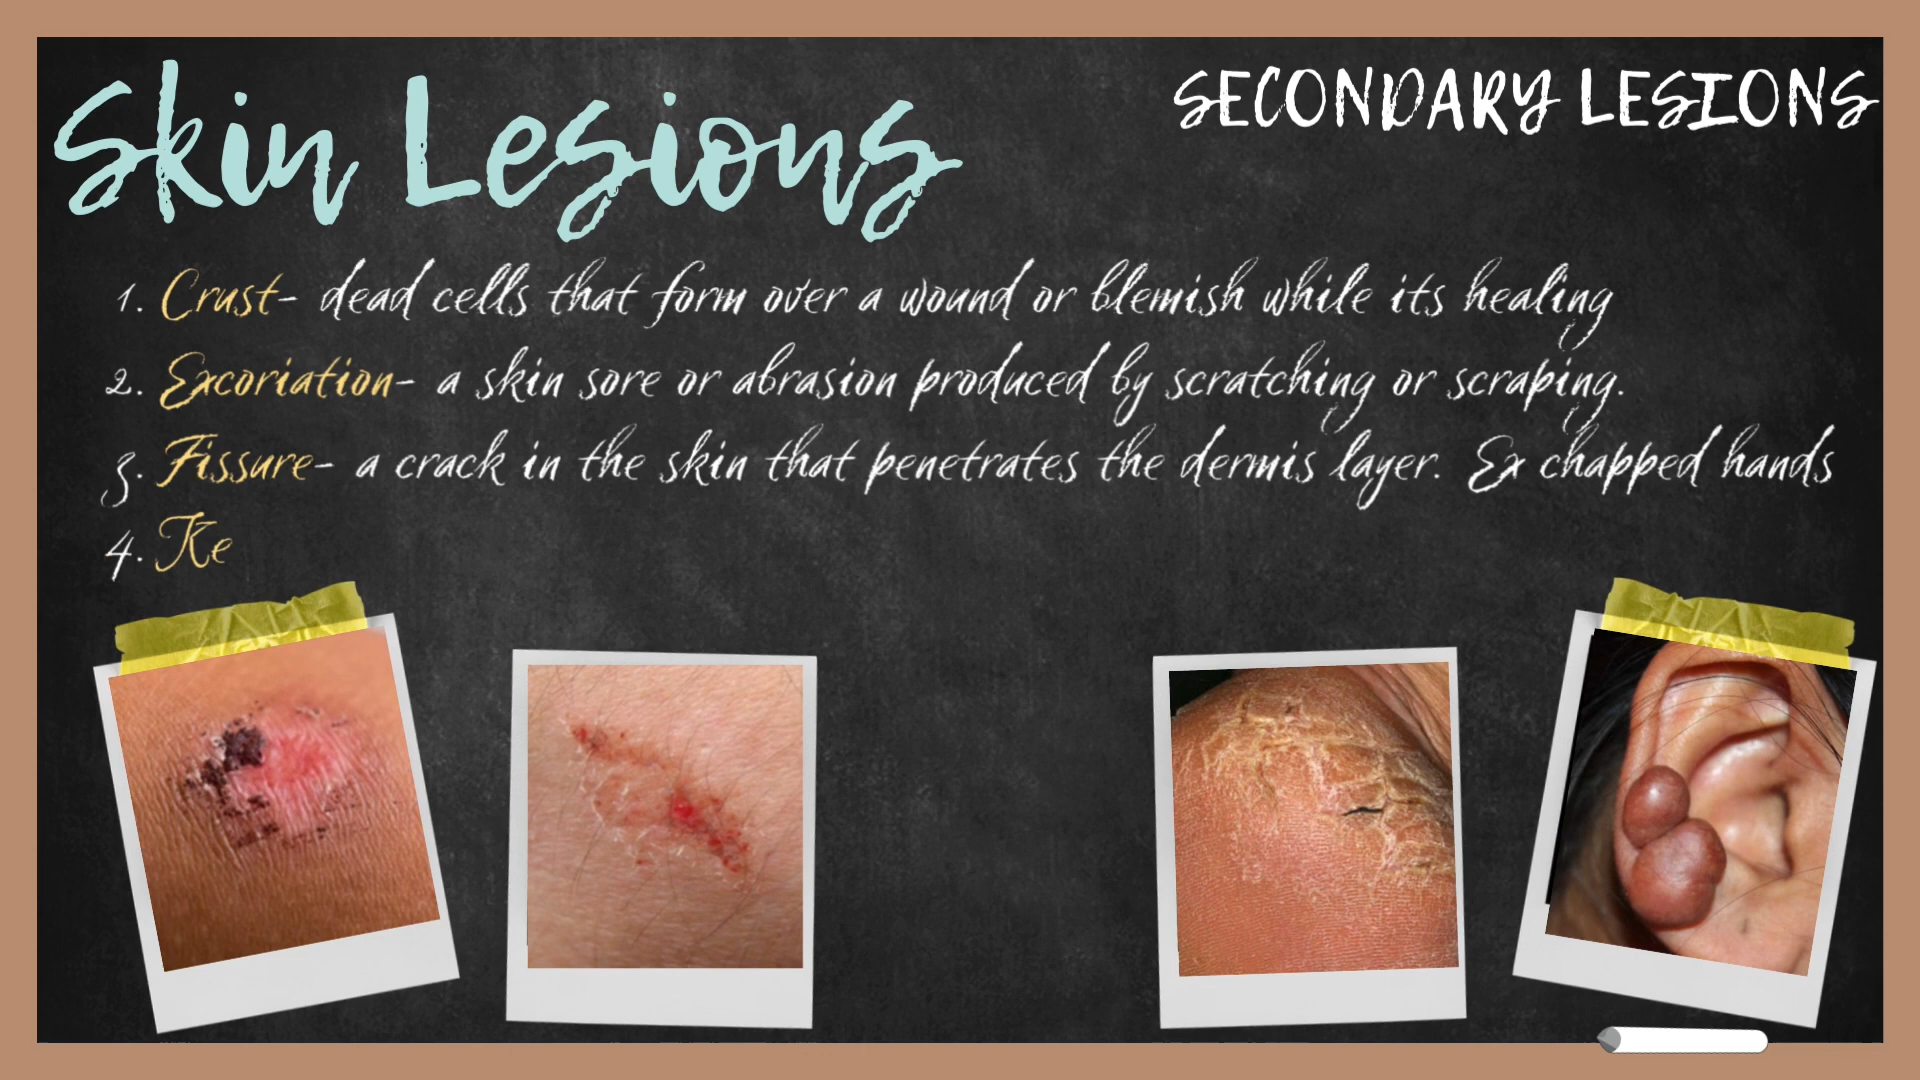 Skin Lesions
SECONDARY LESIONS
1. Crust- dead cells that form over a wound or blemish while its healing
2. Excoriation- a skin sore or abrasion produced by scratching or scraping.
3. Fissure- a crack in the skin that penetrates the dermis layer. Ex chapped hands
4. Ke